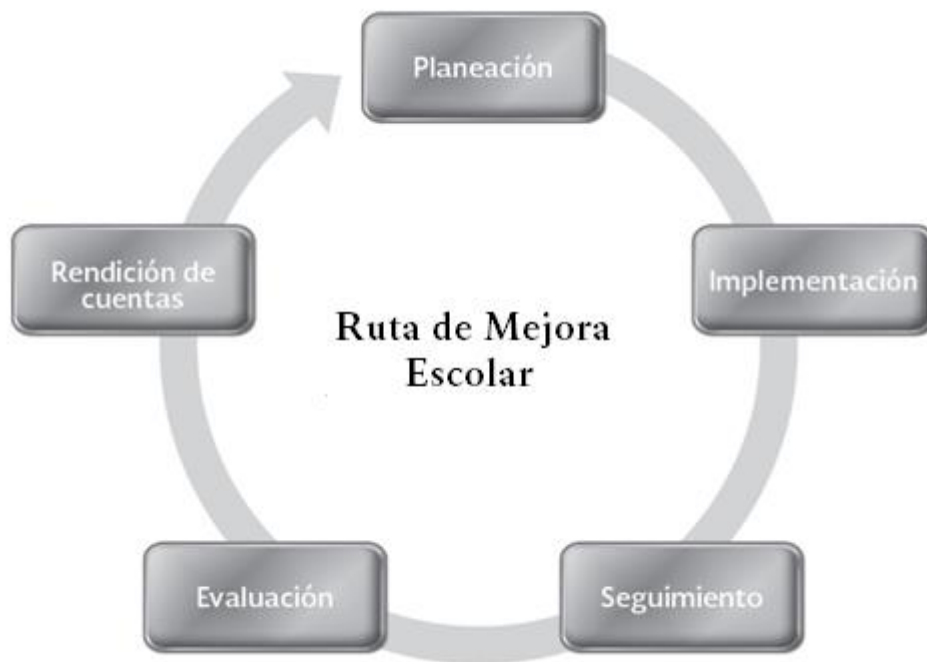 Planeación
Implementación
Seguimiento
Evaluación
Rendición de
cuentas
Ruta de Mejora
Escolar